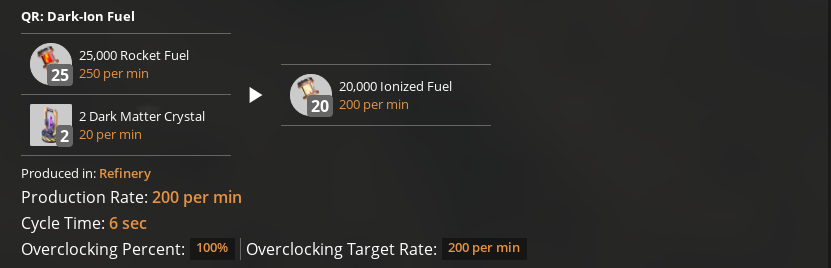 QR: Dark-Ion Fuel
25,000 Rocket Fuel
250 per min
25
2 Dark Matter Crystal
20 per min
2
20,000 Ionized Fuel
200 per min
20
Produced in: Refinery
Production Rate: 200 per min
Cycle Time: 6 sec
Overclocking Percent: 100% Overclocking Target Rate: 200 per min